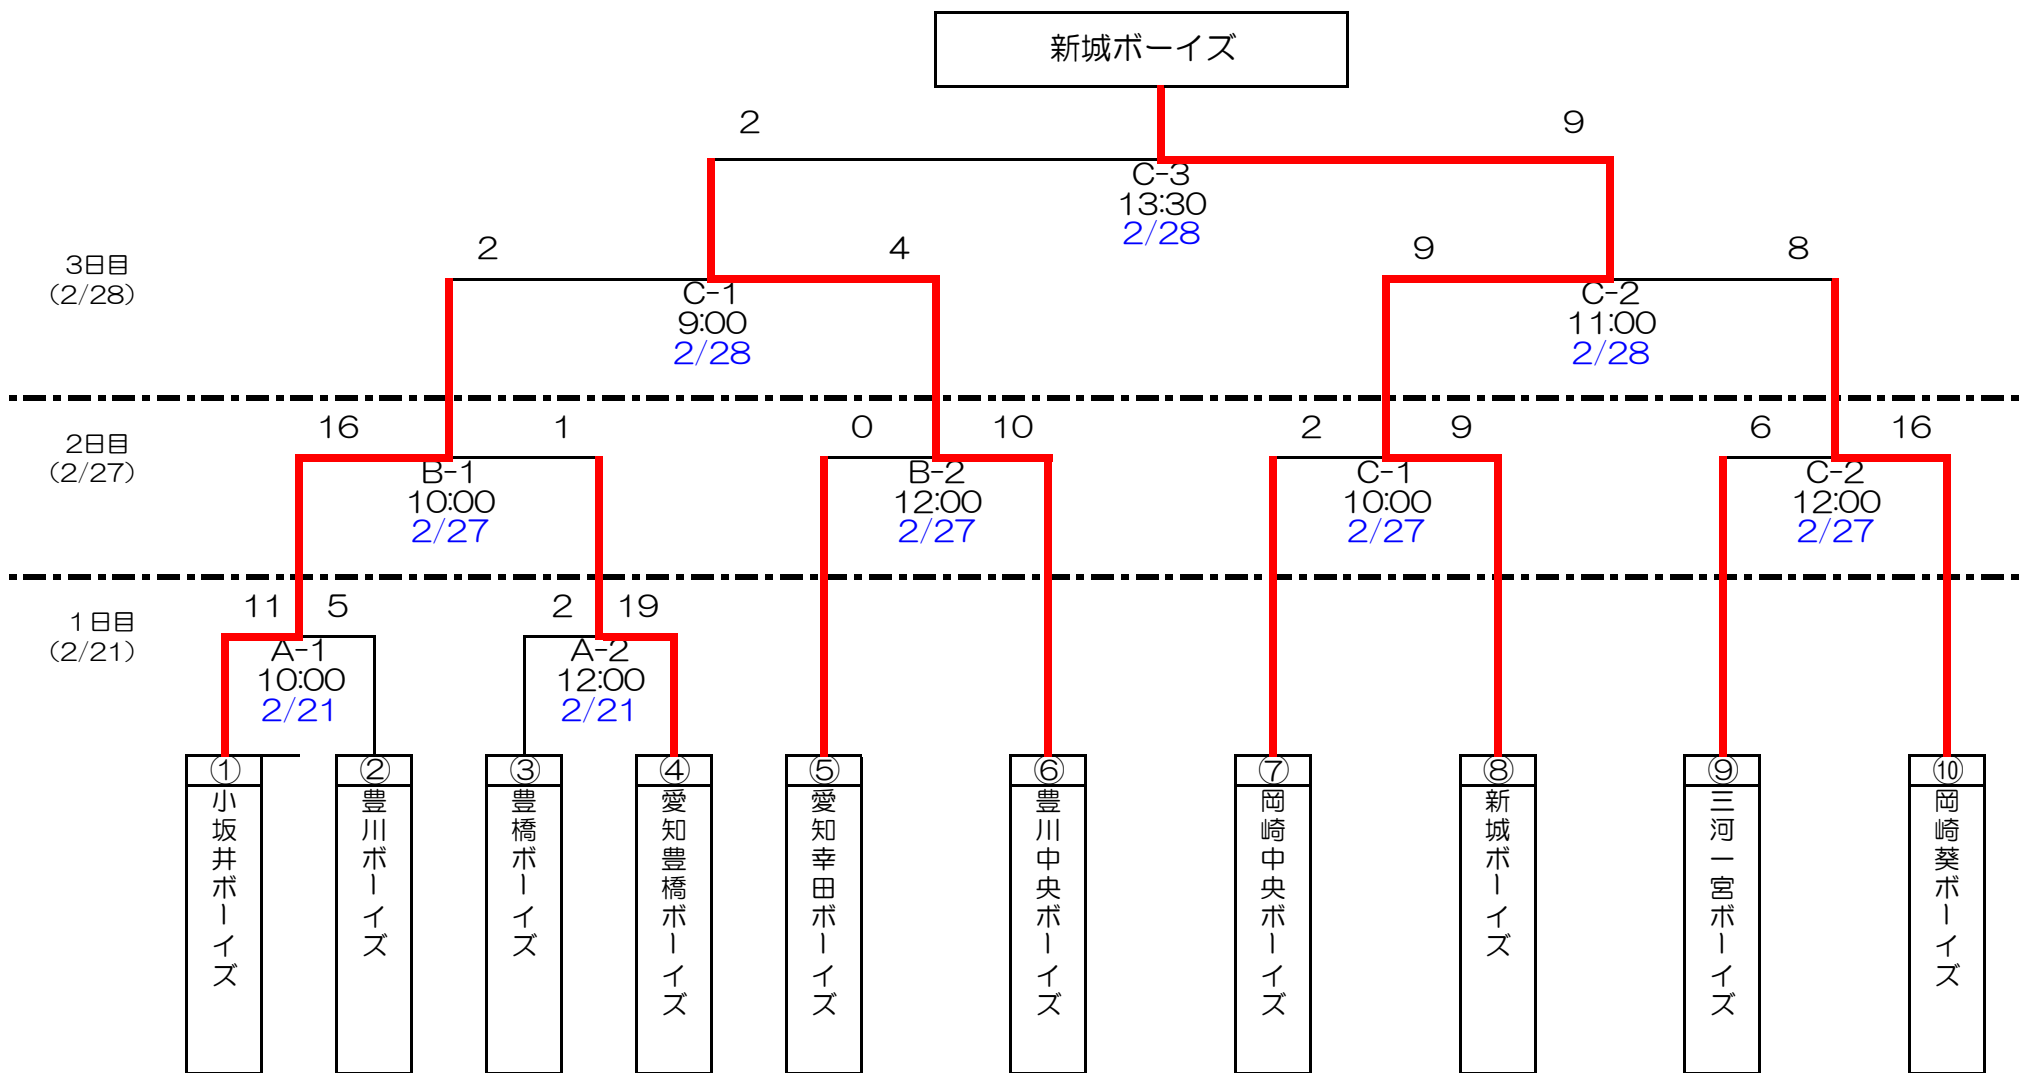 新城ボーイズ
2
9
C-3
13:30
2/28
3日目
(2/28)
2
4
9
8
C-1
9:00
2/28
C-2
11:00
2/28
2日目
(2/27)
16
1
0
10
2
9
6
16
B-1
10:00
2/27
B-2
12:00
2/27
C-1
10:00
2/27
C-2
12:00
2/27
1日目
(2/21)
11
5
2
19
A-1
10:00
2/21
A-2
12:00
2/21
①
小坂井ボーイズ
②
豊川ボーイズ
③
豊橋ボーイズ
④
愛知豊橋ボーイズ
⑤
愛知幸田ボーイズ
⑥
豊川中央ボーイズ
⑦
岡崎中央ボーイズ
⑧
新城ボーイズ
⑨
三河一宮ボーイズ
⑩
岡崎葵ボーイズ